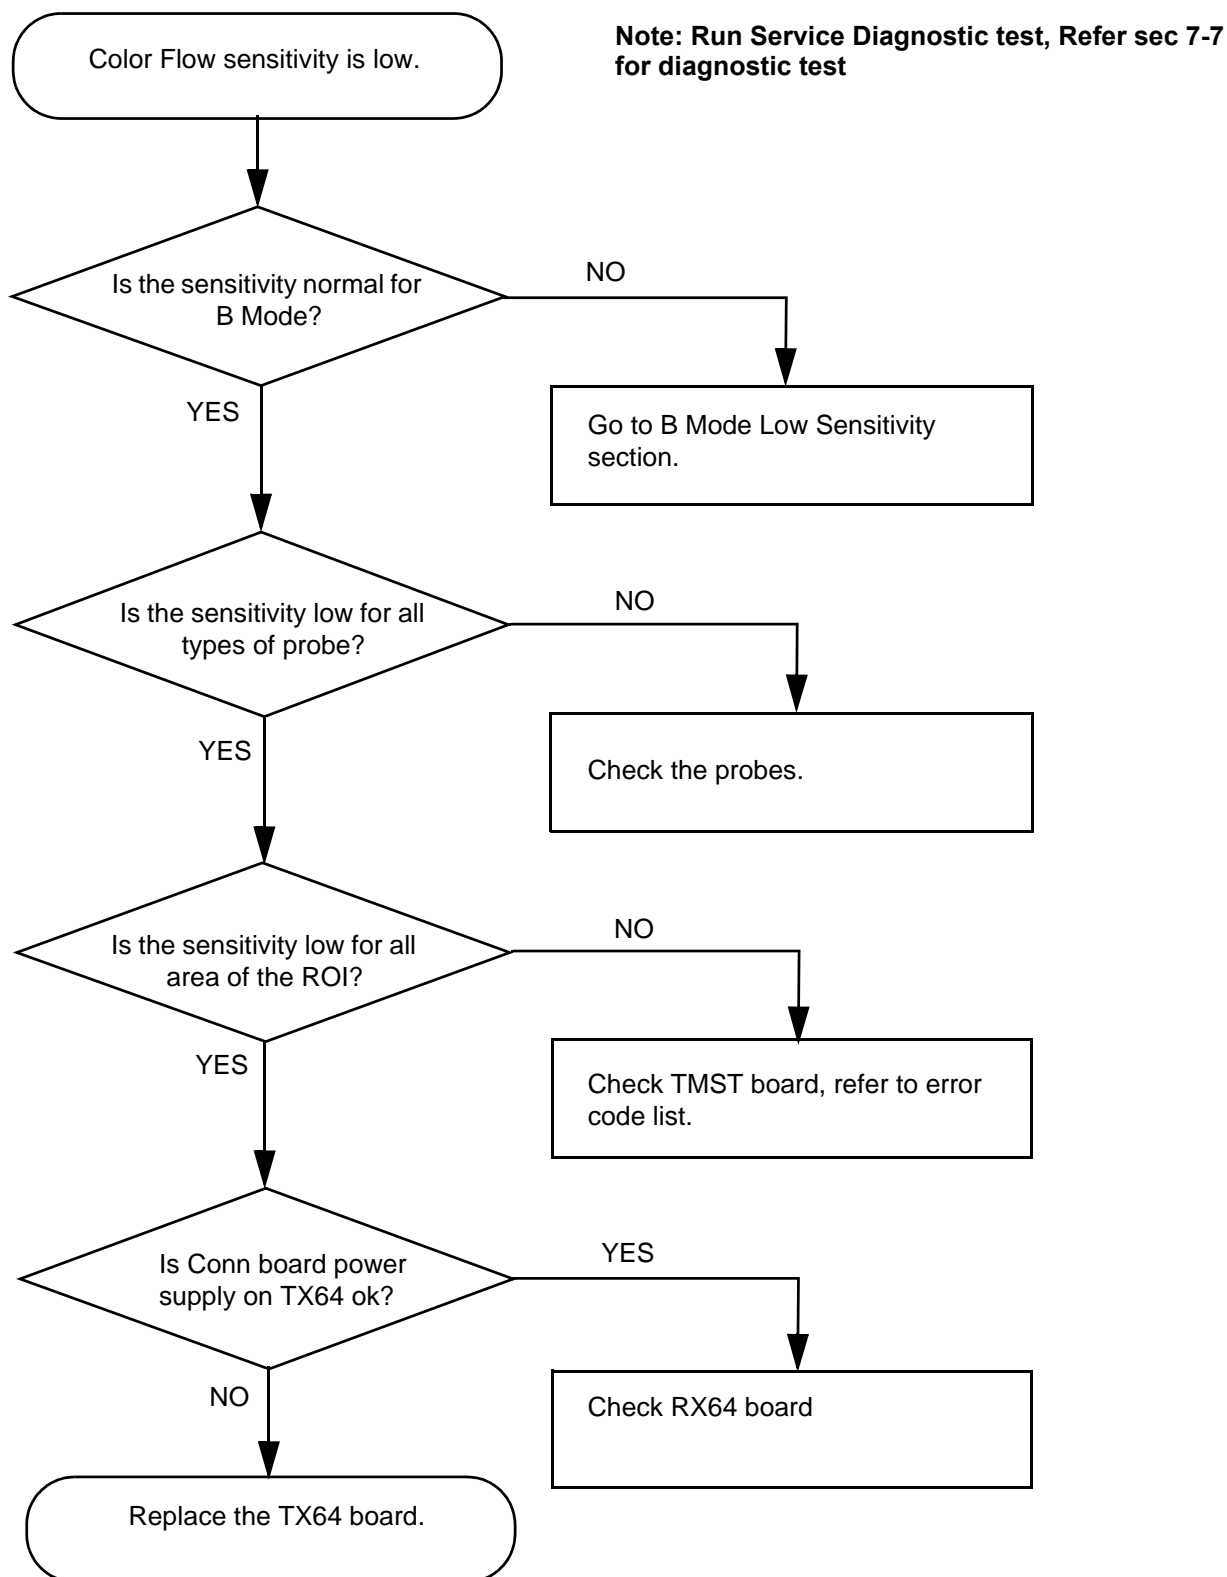 Color Flow sensitivity is low.
Note: Run Service Diagnostic test, Refer sec 7-7
for diagnostic test
Is the sensitivity normal for
B Mode?
NO
YES
Go to B Mode Low Sensitivity
section.
Is the sensitivity low for all
types of probe?
NO
YES
Check the probes.
Is the sensitivity low for all
area of the ROI?
NO
YES
Check TMST board, refer to error
code list.
Is Conn board power
supply on TX64 ok?
YES
NO
Check RX64 board
Replace the TX64 board.